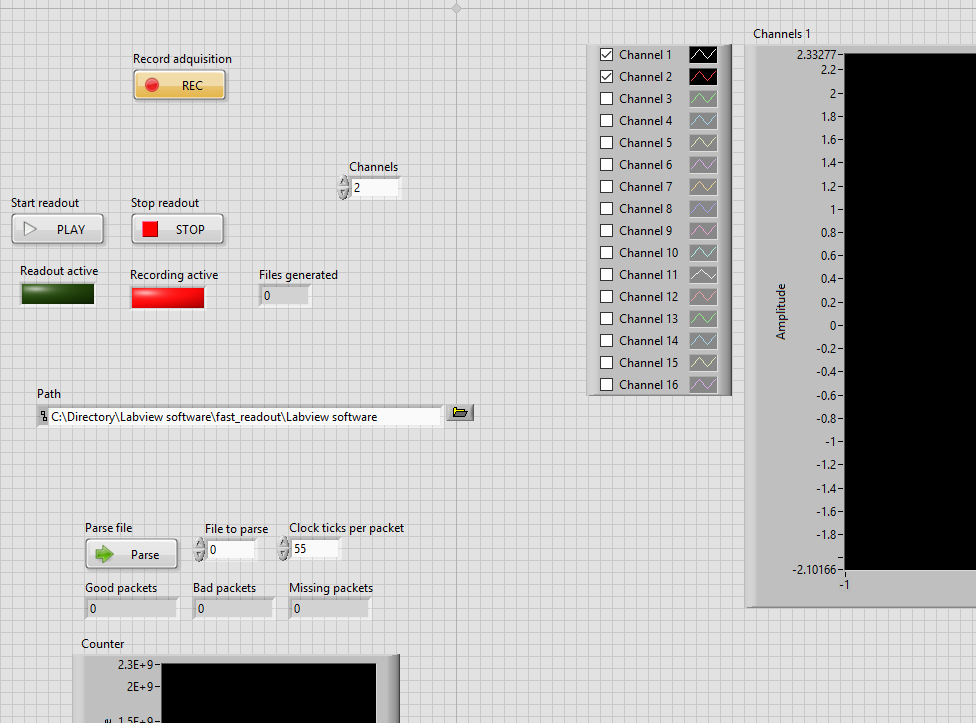 Record adquisition
REC
Channels
2
Start readout
PLAY
Stop readout
STOP
Readout active
Recording active
Files generated
0
Path
C:\Directory\Labview software\fast_readout\Labview software
Parse file
Parse
File to parse
0
Clock ticks per packet
55
Good packets
0
Bad packets
0
Missing packets
0
Counter
2.3E+9
2E+9
1.5E+9
Channel 1
Channel 2
Channel 3
Channel 4
Channel 5
Channel 6
Channel 7
Channel 8
Channel 9
Channel 10
Channel 11
Channel 12
Channel 13
Channel 14
Channel 15
Channel 16
Channels 1
Amplitude
2.33277
2.2
2
1.8
1.6
1.4
1.2
1
0.8
0.6
0.4
0.2
0
-0.2
-0.4
-0.6
-0.8
-1
-1.2
-1.4
-1.6
-1.8
-2.10166
-1